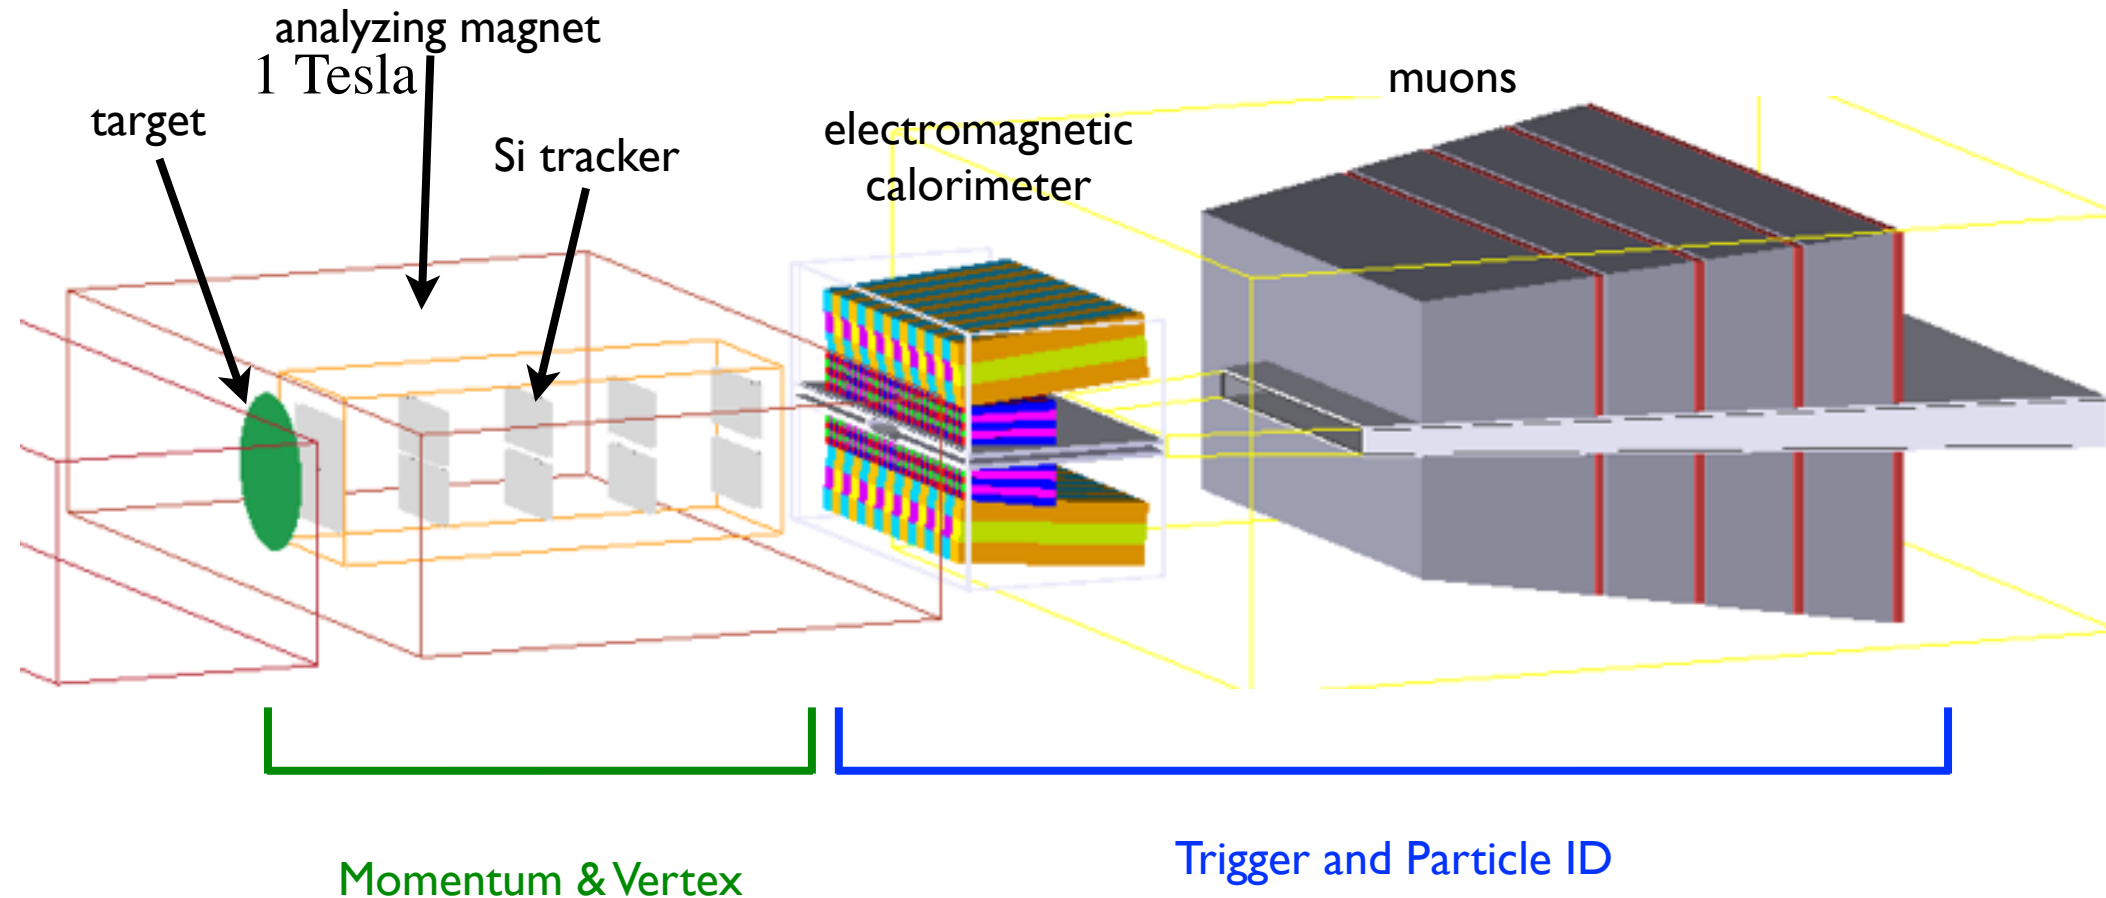 analyzing magnet
1 Tesla
target
Si tracker
electromagnetic
calorimeter
muons
Momentum & Vertex
Trigger and Particle ID